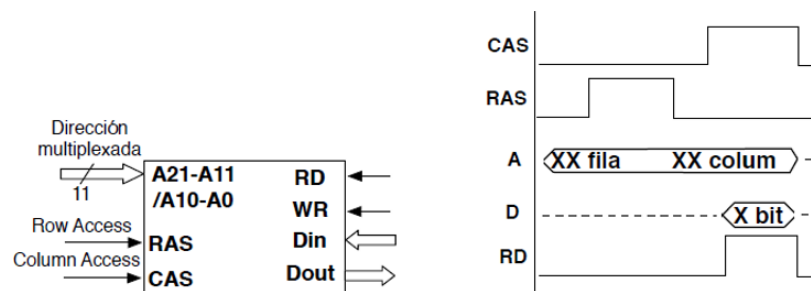 Dirección
multiplexada
11
A21-A11
/A10-A0
RD
WR
Row Access
RAS
Din
Column Access
CAS
Dout
CAS
RAS
A
XX fila XX colum
D
X bit
RD